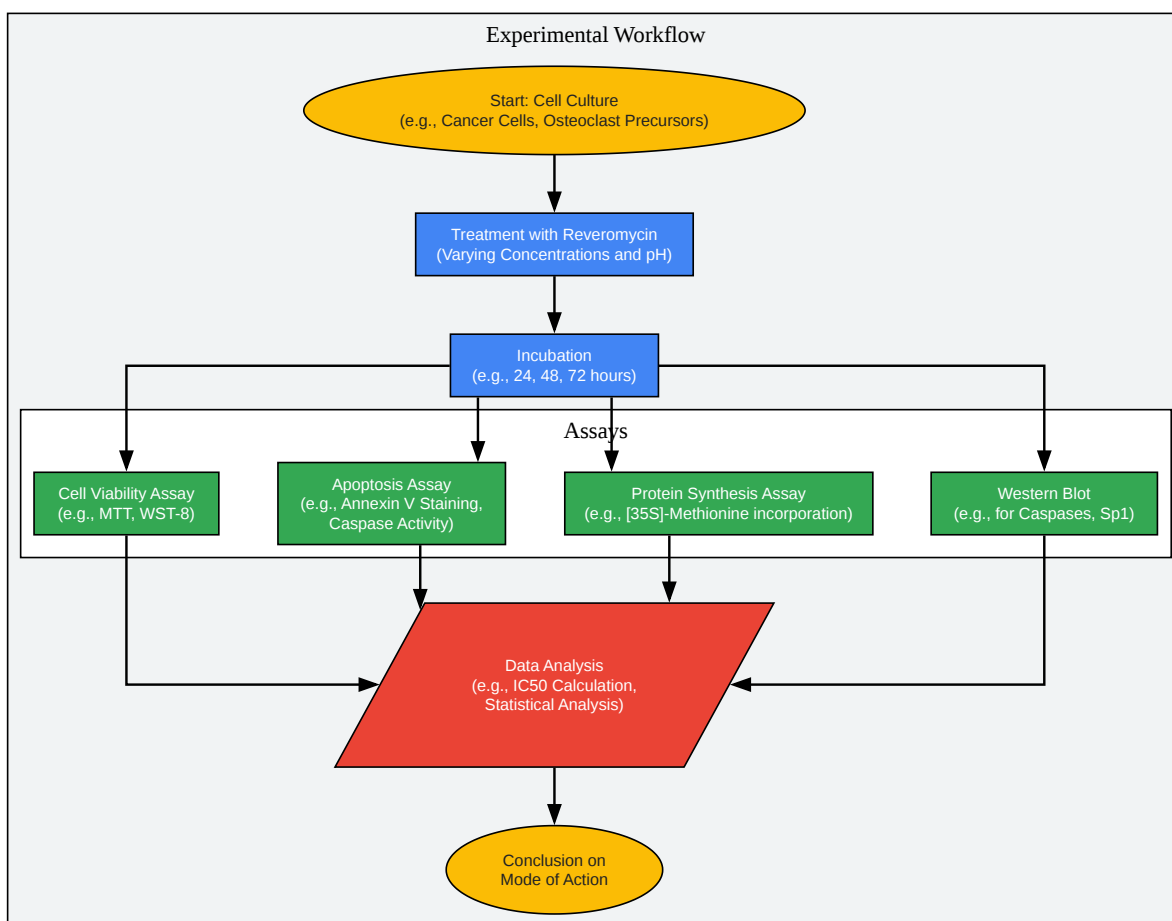 Experimental Workflow
Start: Cell Culture
(e.g., Cancer Cells, Osteoclast Precursors)
Treatment with Reveromycin
(Varying Concentrations and pH)
Incubation
(e.g., 24, 48, 72 hours)
Assays
Cell Viability Assay
(e.g., MTT, WST-8)
Apoptosis Assay
(e.g., Annexin V Staining,
Caspase Activity)
Protein Synthesis Assay
(e.g., [35S]-Methionine incorporation)
Western Blot
(e.g., for Caspases, Sp1)
Data Analysis
(e.g., IC50 Calculation,
Statistical Analysis)
Conclusion on
Mode of Action